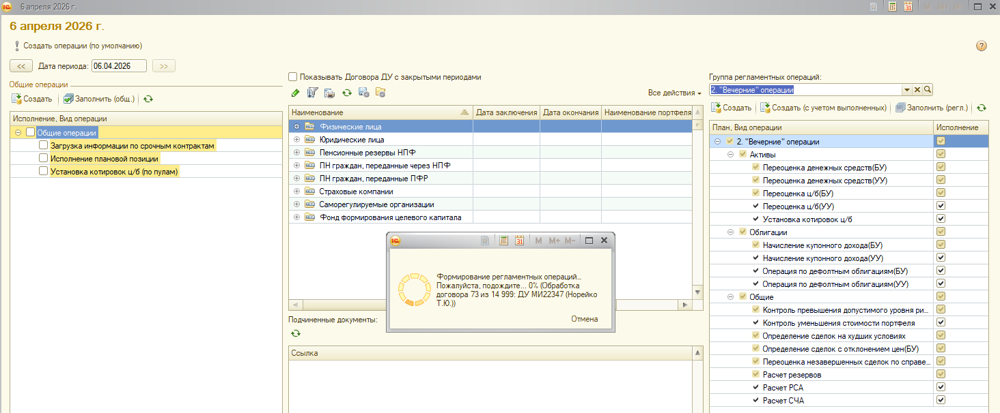 6 апреля 2026 г.
M M+ M-
6 апреля 2026 г.
Создать операции (по умолчанию)
<< Дата периода: 06.04.2026 >>
Общие операции
Создать Заполнить (общ.)
Исполнение, Вид операции
Общие операции
Загрузка информации по срочным контрактам
Исполнение плановой позиции
Установка котировок ц/б (по пулам)
Показывать Договора ДУ с закрытыми периодами
Все действия
Наименование Дата заключения Дата окончания Наименование портфеля
Физические лица
Юридические лица
Пенсионные резервы НПФ
ПН граждан, переданные через НПФ
ПН граждан, переданные ПФР
Страховые компании
Саморегулируемые организации
Фонд формирования целевого капитала
Подчиненные документы:
Ссылка
M M+ M-
Формирование регламентных операций...
Пожалуйста, подождите... 0% (Обработка
договора 73 из 14 999: ДУ МИ22347 (Норейко
Т.Ю.))
Отмена
Группа регламентных операций:
2. "Вечерние" операции
Создать Создать (с учетом выполненных) Заполнить (регл.)
План, Вид операции Исполнение
2. "Вечерние" операции
Активы
Переоценка денежных средств(БУ)
Переоценка денежных средств(УУ)
Переоценка ц/б(БУ)
Переоценка ц/б(УУ)
Установка котировок ц/б
Облигации
Начисление купонного дохода(БУ)
Начисление купонного дохода(УУ)
Операция по дефолтным облигациям(БУ)
Операция по дефолтным облигациям(УУ)
Общие
Контроль превышения допустимого уровня ри...
Контроль уменьшения стоимости портфеля
Определение сделок на худших условиях
Определение сделок с отклонением цен(БУ)
Переоценка незавершенных сделок по справе...
Расчет резервов
Расчет РСА
Расчет СЧА